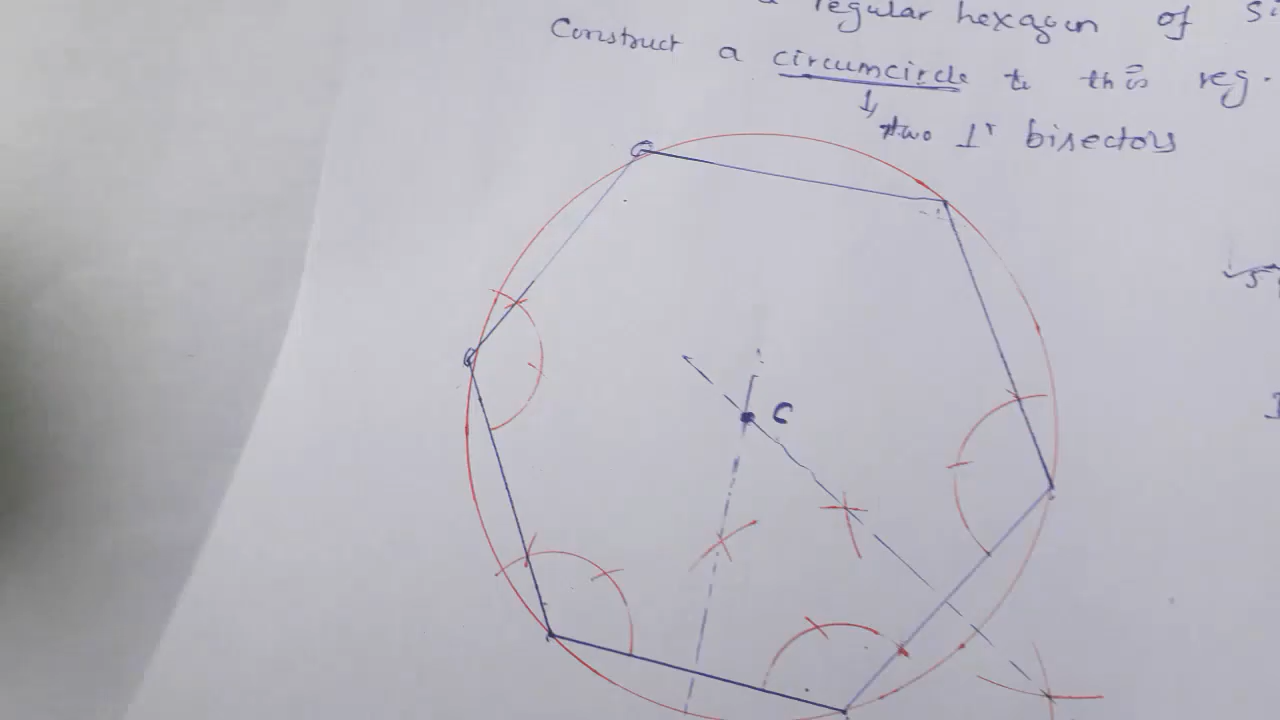 regular hexagon of
Construct a circumcircle to this reg.
two ⊥r bisectors
C